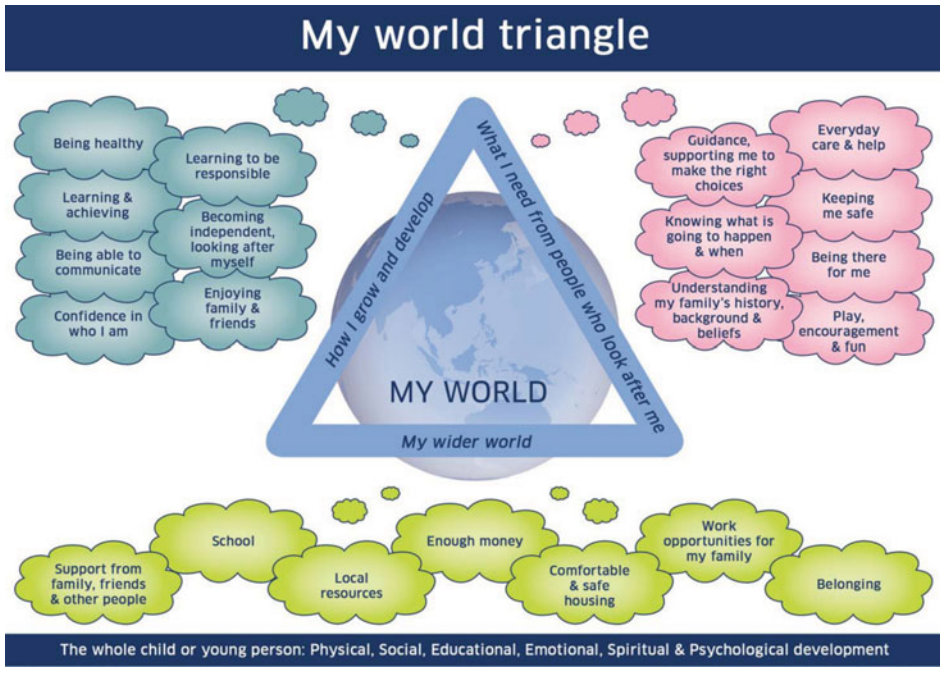 My world triangle
Being healthy
Learning &
achieving
Being able to
communicate
Confidence in
who I am
Learning to be
responsible
Becoming
independent,
looking after
myself
Enjoying
family &
friends
How I grow and develop
What I need from people who look after me
MY WORLD
My wider world
Guidance,
supporting me to
make the right
choices
Knowing what is
going to happen
& when
Understanding
my family's history,
background &
beliefs
Everyday
care & help
Keeping
me safe
Being there
for me
Play,
encouragement
& fun
Support from
family, friends
& other people
School
Local
resources
Enough money
Comfortable
& safe
housing
Work
opportunities for
my family
Belonging
The whole child or young person: Physical, Social, Educational, Emotional, Spiritual & Psychological development